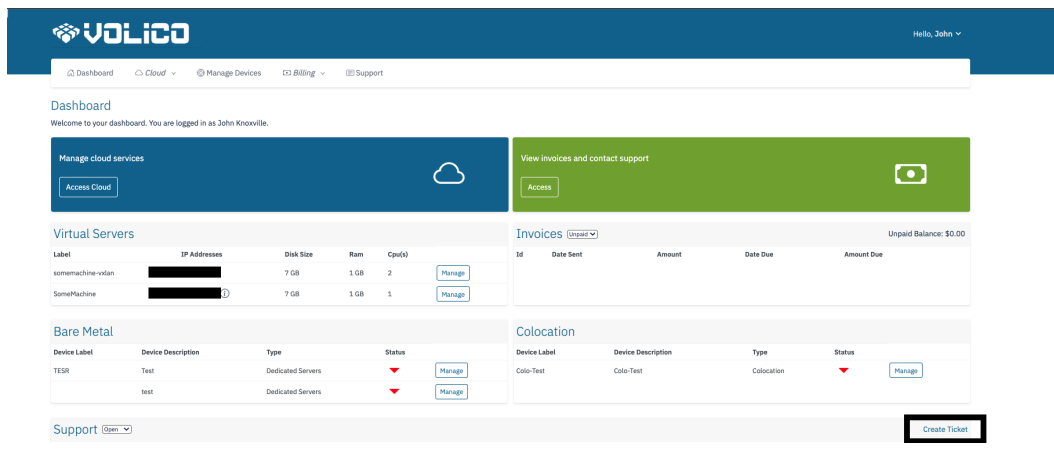 VOLICO
Hello, John
Dashboard Cloud Manage Devices Billing Support
Dashboard
Welcome to your dashboard. You are logged in as John Knoxville.
Manage cloud services
Access Cloud
View invoices and contact support
Access
Virtual Servers
Label IP Addresses Disk Size Ram Cpu(s)
somemachine-vxlan 7 GB 1 GB 2 Manage
SomeMachine 7 GB 1 GB 1 Manage
Invoices Unpaid Unpaid Balance: $0.00
Id Date Sent Amount Date Due Amount Due
Bare Metal
Device Label Device Description Type Status
TESR Test Dedicated Servers Manage
test Dedicated Servers Manage
Colocation
Device Label Device Description Type Status
Colo-Test Colo-Test Colocation Manage
Support Open Create Ticket